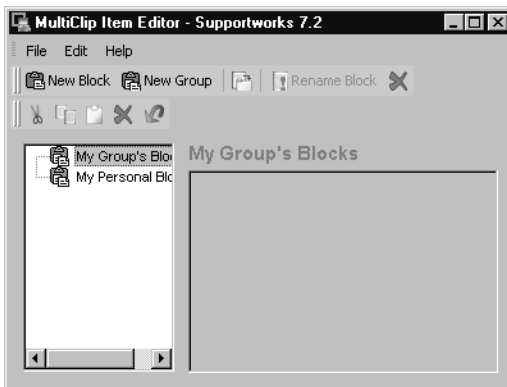 MultiClip Item Editor - Supportworks 7.2
File Edit Help
New Block New Group Rename Block
My Group's Blo
My Personal Blo
My Group's Blocks